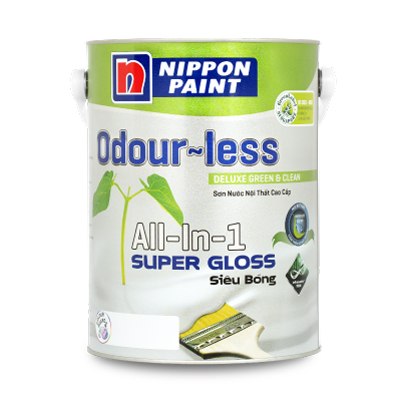 n
NIPPON
PAINT
Odour~less
DELUXE GREEN & CLEAN
Sơn Nước Nội Thất Cao Cấp
All-In-1
SUPER GLOSS
Siêu Bóng